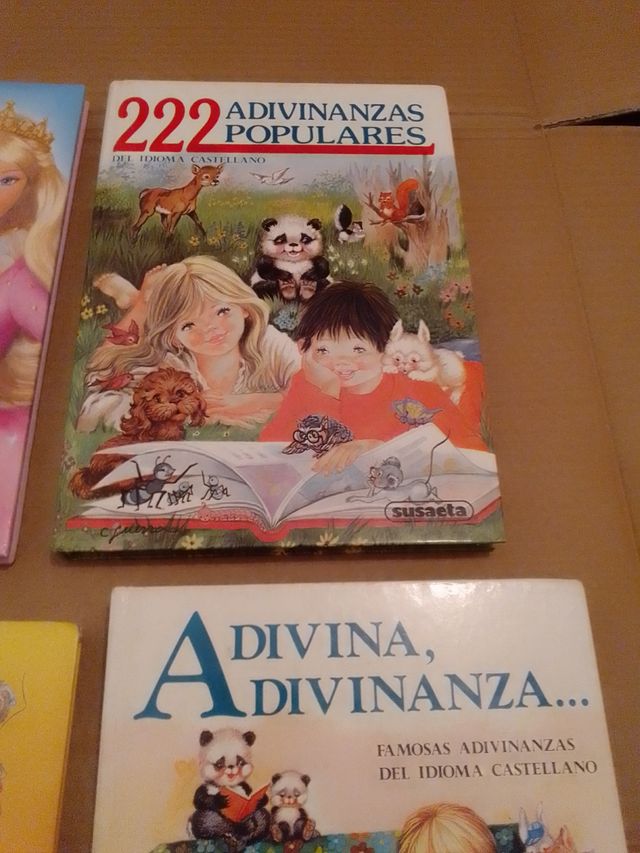 222 ADIVINANZAS
POPULARES
DEL IDIOMA CASTELLANO
susaeta
ADIVINA,
ADIVINANZA...
FAMOSAS ADIVINANZAS
DEL IDIOMA CASTELLANO